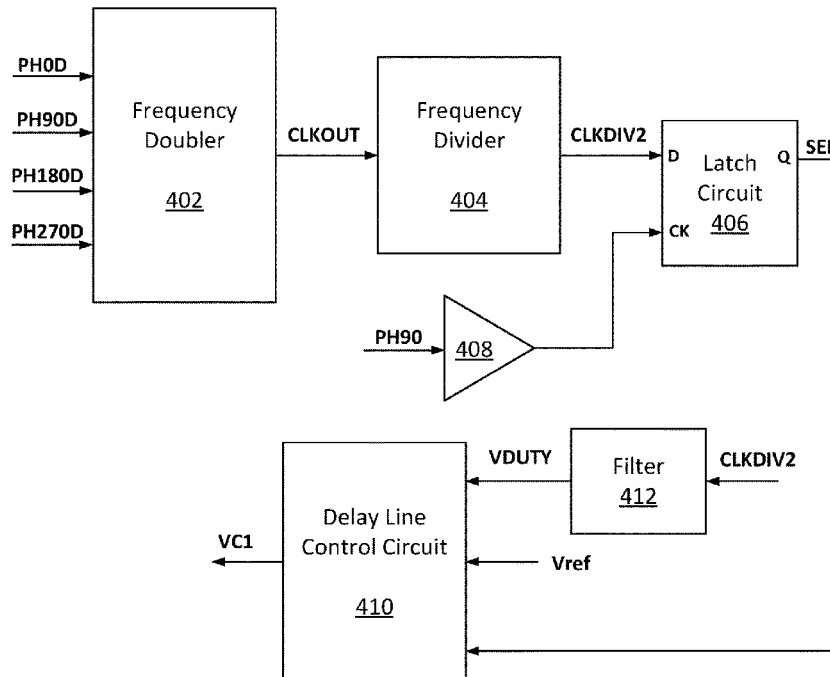 PH0D
PH90D
PH180D
PH270D
Frequency
Doubler
402
CLKOUT
Frequency
Divider
404
CLKDIV2
D
Q
Latch
Circuit
406
CK
PH90
408
VDUTY
Filter
412
CLKDIV2
Delay Line
Control Circuit
410
VC1
Vref